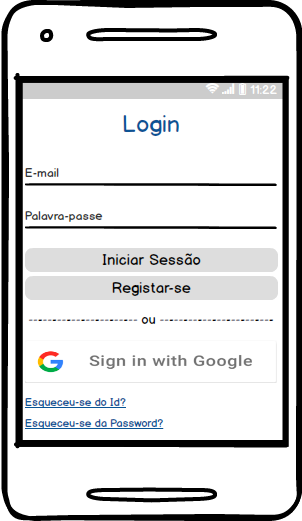 11:22
Login
E-mail
Palavra-passe
Iniciar Sessão
Registar-se
----------------------- ou ------------------------
Sign in with Google
Esqueceu-se do Id?
Esqueceu-se da Password?